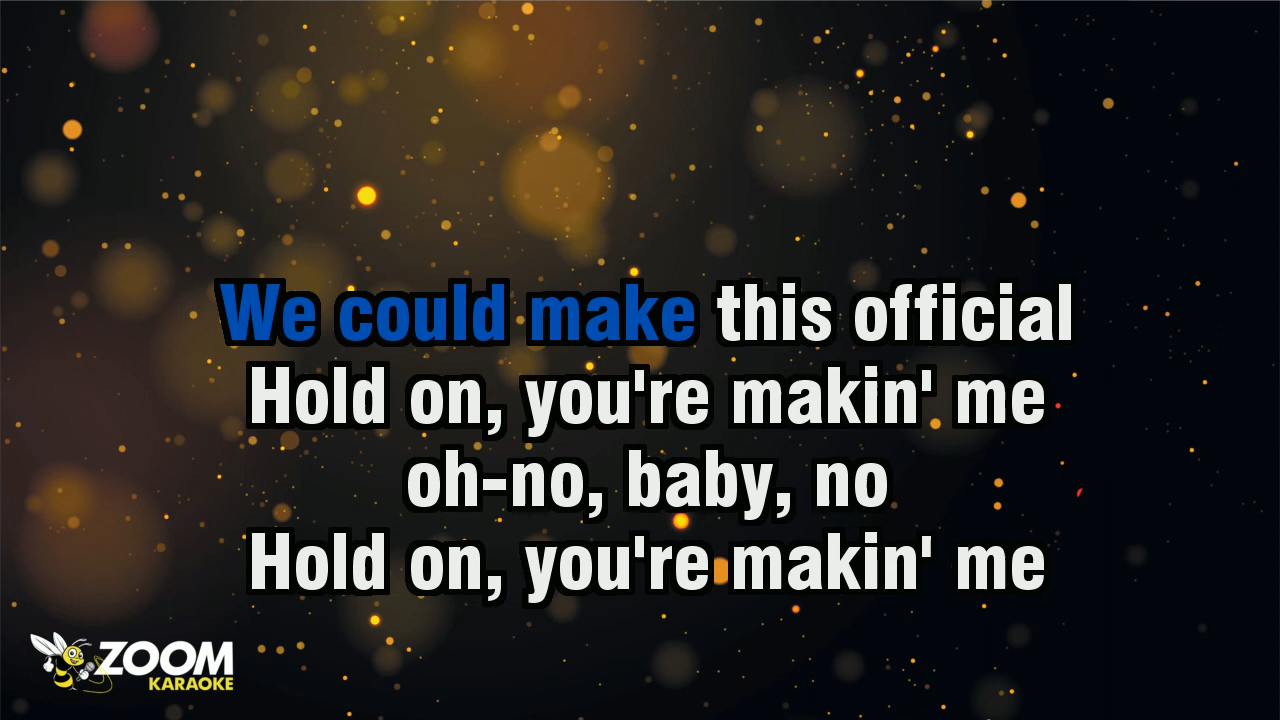 We could make this official
Hold on, you're makin' me
oh-no, baby, no
Hold on, you're makin' me
ZOOM
KARAOKE